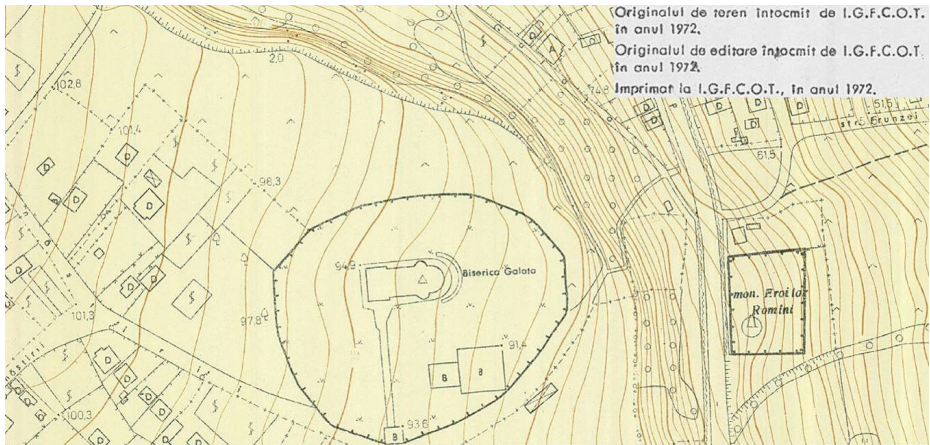 Originalul de teren întocmit de I.G.F.C.O.T.
în anul 1972.
Originalul de editare întocmit de I.G.F.C.O.T.
în anul 1972.
Imprimat la I.G.F.C.O.T., în anul 1972.
2,0
A
D
102,8
74,8
51,5
str. Frunzei
101,4
61,5
D
D
98,3
D
D
94,9
Biserica Galata
mon. Eroilor
Romîni
D
D
101,3
97,8
91,4
B
B
D
D
D
100,3
D
93,6
B